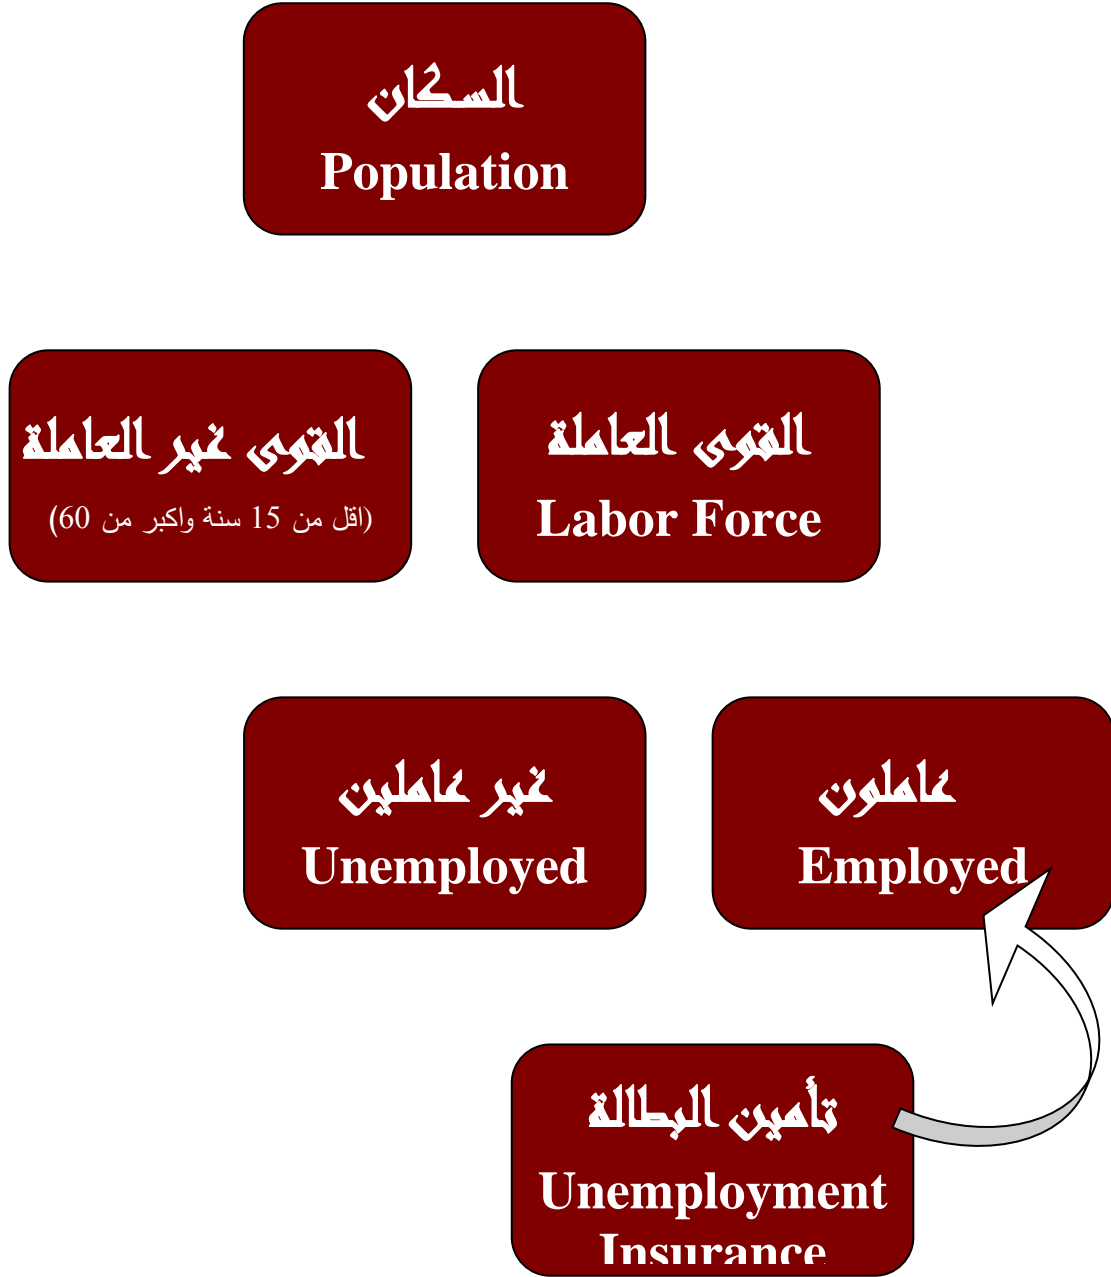 السكان
Population
القوى العاملة
Labor Force
القوى غير العاملة
(اقل من 15 سنة واكبر من 60)
عاملون
Employed
غير عاملين
Unemployed
تأمين البطالة
Unemployment
Insurance